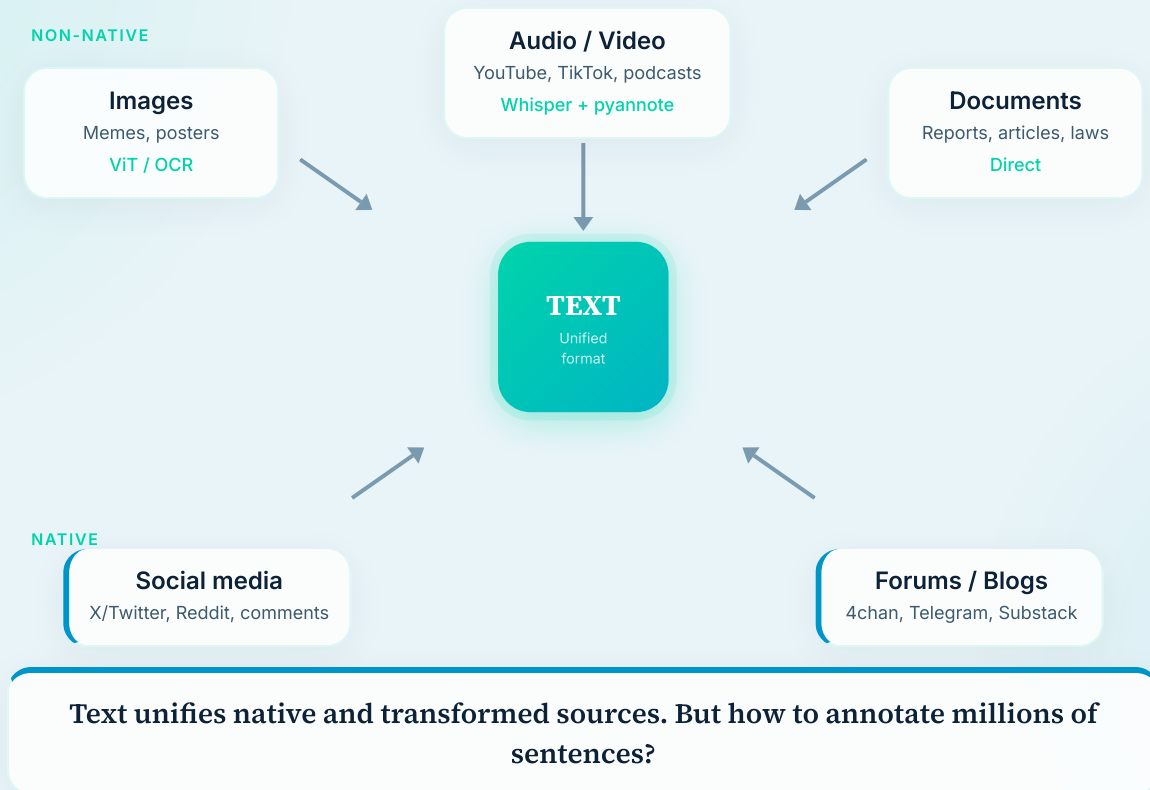 NON-NATIVE
Audio / Video
YouTube, TikTok, podcasts
Whisper + pyannote
Images
Memes, posters
ViT / OCR
Documents
Reports, articles, laws
Direct
TEXT
Unified
format
NATIVE
Social media
X/Twitter, Reddit, comments
Forums / Blogs
4chan, Telegram, Substack
Text unifies native and transformed sources. But how to annotate millions of
sentences?